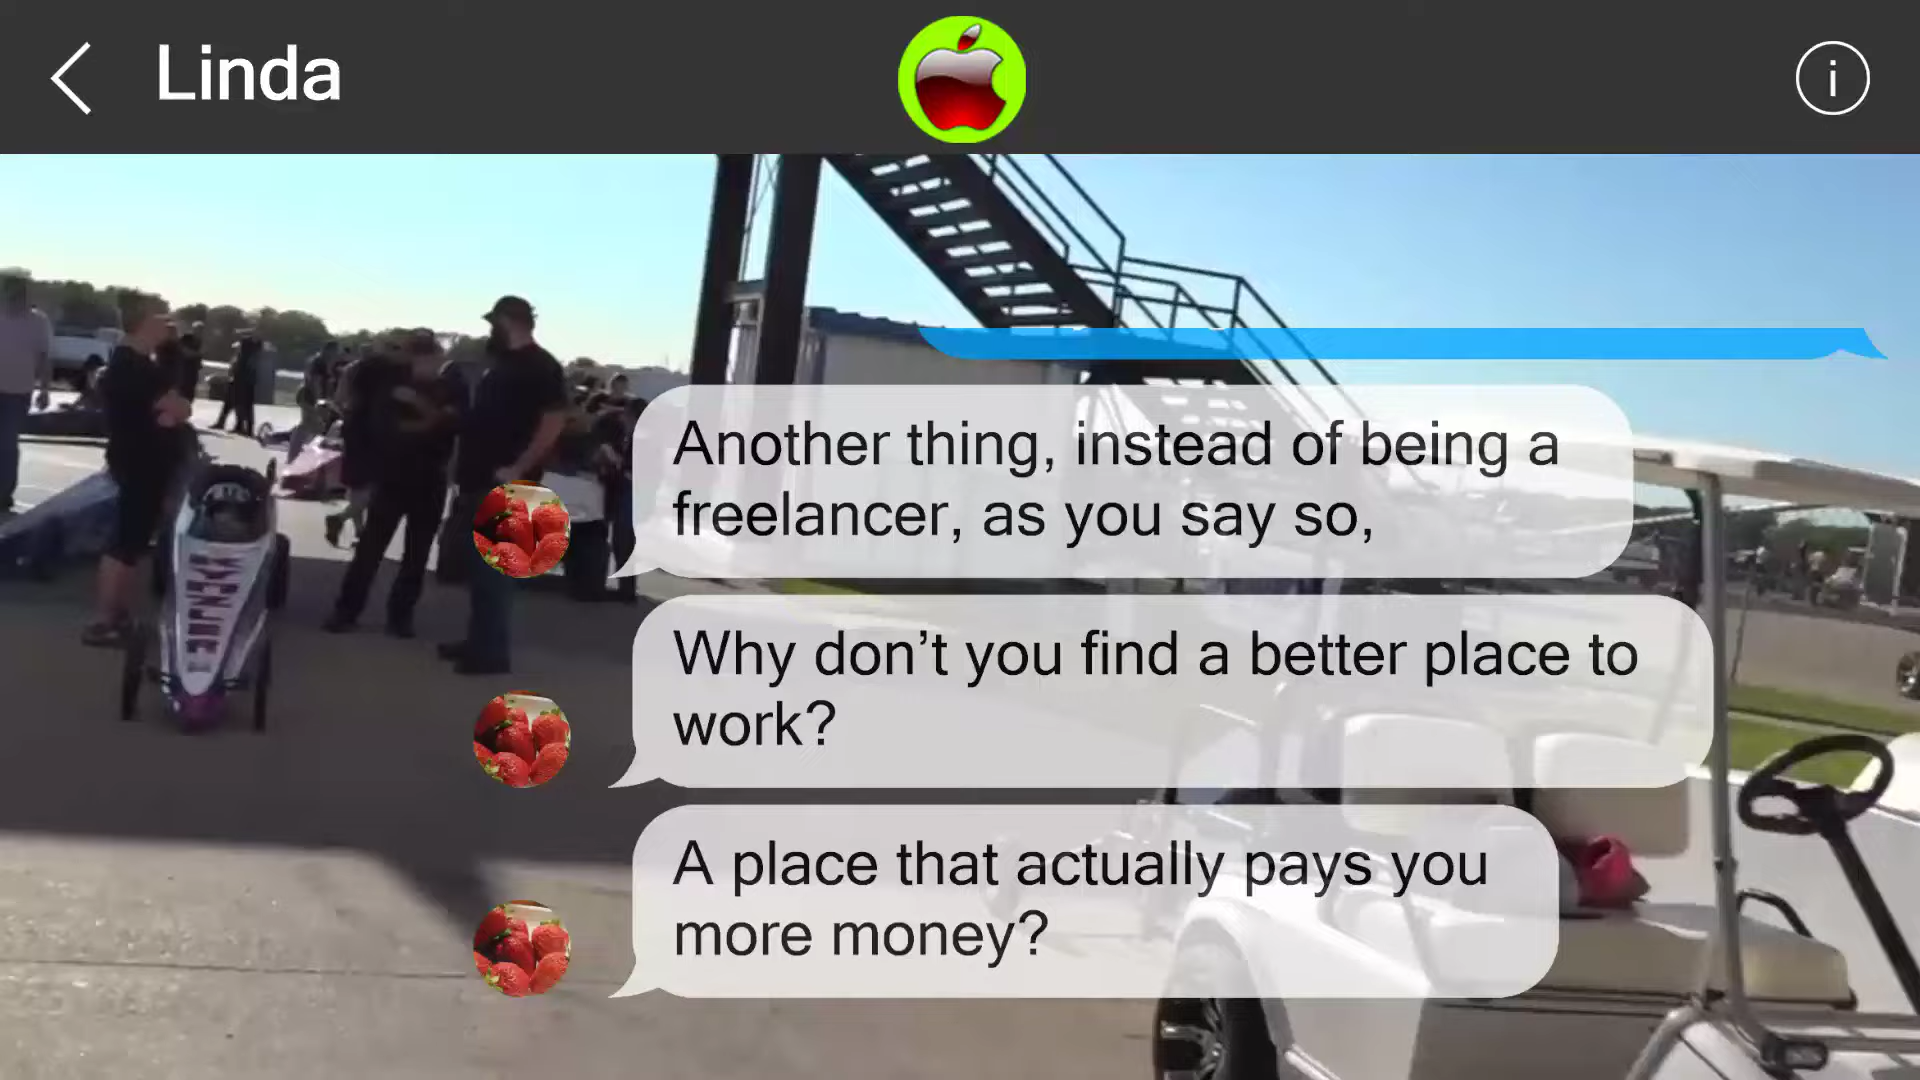 Linda
Another thing, instead of being a
freelancer, as you say so,
Why don’t you find a better place to
work?
A place that actually pays you
more money?